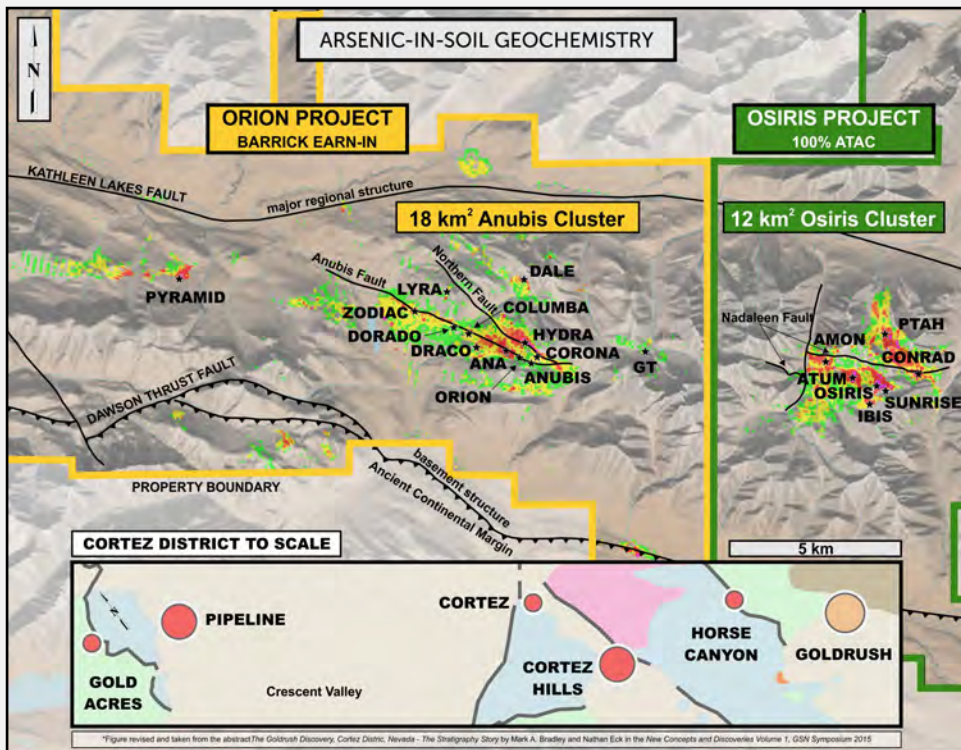 ARSENIC-IN-SOIL GEOCHEMISTRY
N
ORION PROJECT
BARRICK EARN-IN
OSIRIS PROJECT
100% ATAC
KATHLEEN LAKES FAULT
major regional structure
18 km² Anubis Cluster
12 km² Osiris Cluster
Anubis Fault
Northern Fault
LYRA
DALE
PYRAMID
ZODIAC
COLUMBA
DORADO
HYDRA
DRACO
CORONA
ANA
ANUBIS
GT
ORION
Nadaleen Fault
AMON
PTAH
CONRAD
ATUM
OSIRIS
SUNRISE
IBIS
DAWSON THRUST FAULT
PROPERTY BOUNDARY
basement structure
Ancient Continental Margin
CORTEZ DISTRICT TO SCALE
5 km
N
PIPELINE
CORTEZ
GOLD
ACRES
Crescent Valley
CORTEZ
HILLS
HORSE
CANYON
GOLDRUSH
*Figure revised and taken from the abstractThe Goldrush Discovery, Cortez Distric, Nevada - The Stratigraphy Story by Mark A. Bradley and Nathan Eck in the New Concepts and Discoveries Volume 1, GSN Symposium 2015